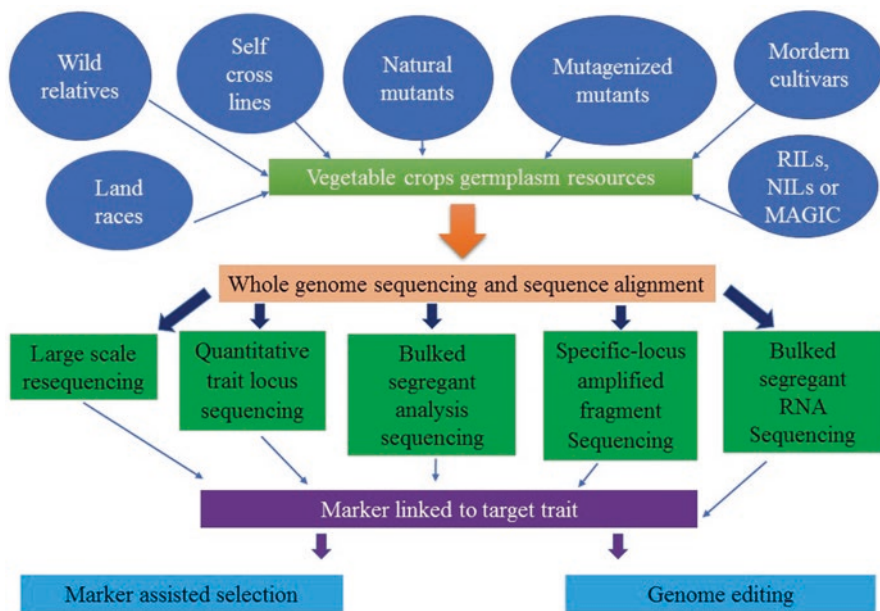 Wild
relatives
Self
cross
lines
Natural
mutants
Mutagenized
mutants
Mordern
cultivars
Land
races
Vegetable crops germplasm resources
RILs,
NILs or
MAGIC
Whole genome sequencing and sequence alignment
Large scale
resequencing
Quantitative
trait locus
sequencing
Bulked
segregant
analysis
sequencing
Specific-locus
amplified
fragment
Sequencing
Bulked
segregant
RNA
Sequencing
Marker linked to target trait
Marker assisted selection
Genome editing